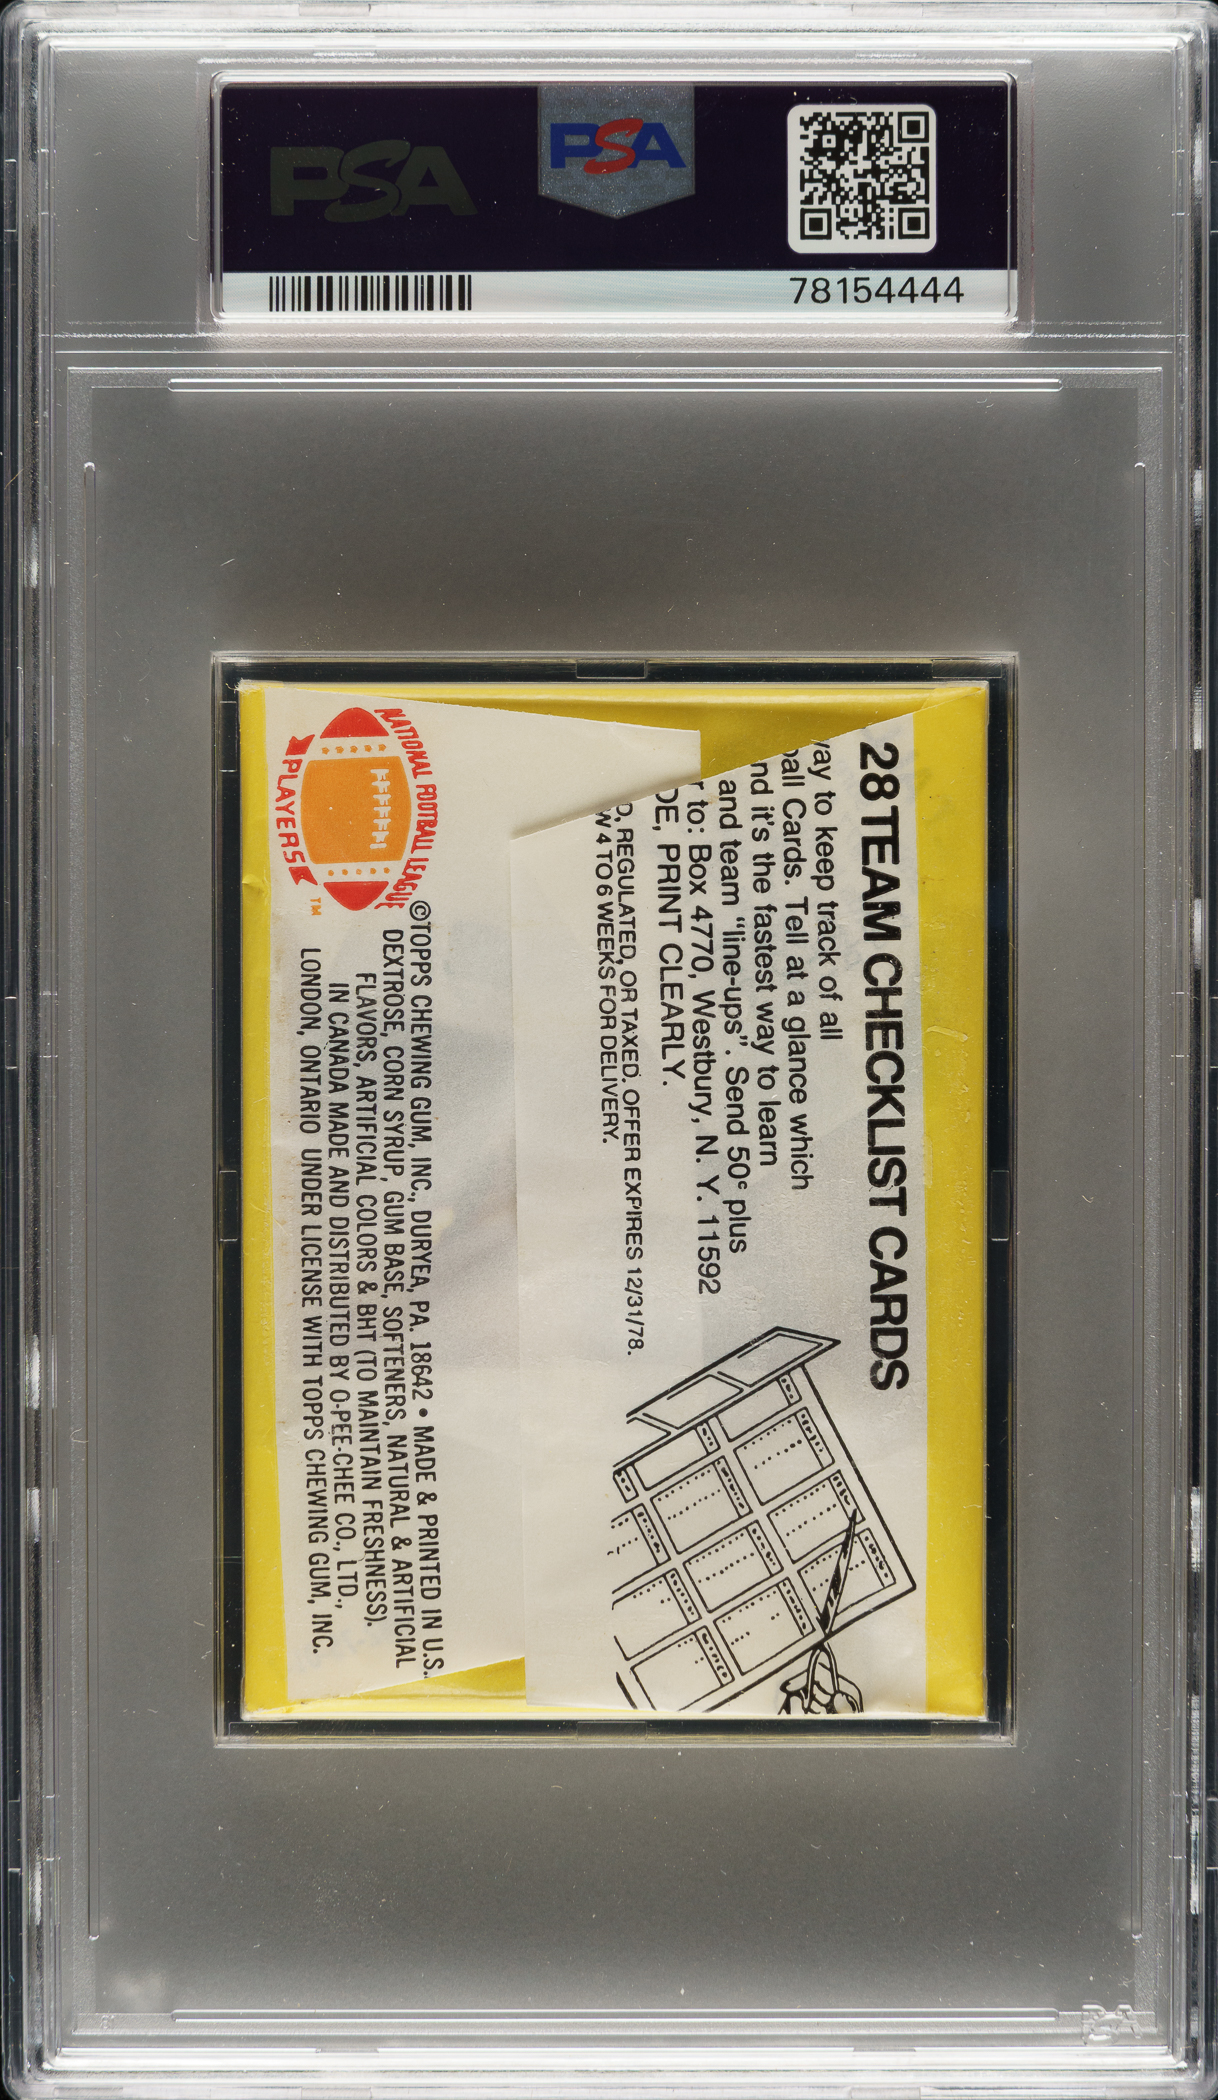 PSA
PSA
78154444
28 TEAM CHECKLIST CARDS
to keep track of all
Cards. Tell at a glance which
it's the fastest way to learn
and team "line-ups". Send 50¢ plus
to: Box 4770, Westbury, N. Y. 11592
PRINT CLEARLY.
REGULATED, OR TAXED. OFFER EXPIRES 12/31/78.
4 TO 6 WEEKS FOR DELIVERY.
NATIONAL FOOTBALL LEAGUE
PLAYERS
TM
©TOPPS CHEWING GUM, INC., DURYEA, PA. 18642 • MADE & PRINTED IN U.S.
DEXTROSE, CORN SYRUP, GUM BASE, SOFTENERS, NATURAL & ARTIFICIAL
FLAVORS, ARTIFICIAL COLORS & BHT (TO MAINTAIN FRESHNESS).
IN CANADA MADE AND DISTRIBUTED BY O-PEE-CHEE CO., LTD.,
LONDON, ONTARIO UNDER LICENSE WITH TOPPS CHEWING GUM, INC.
PSA